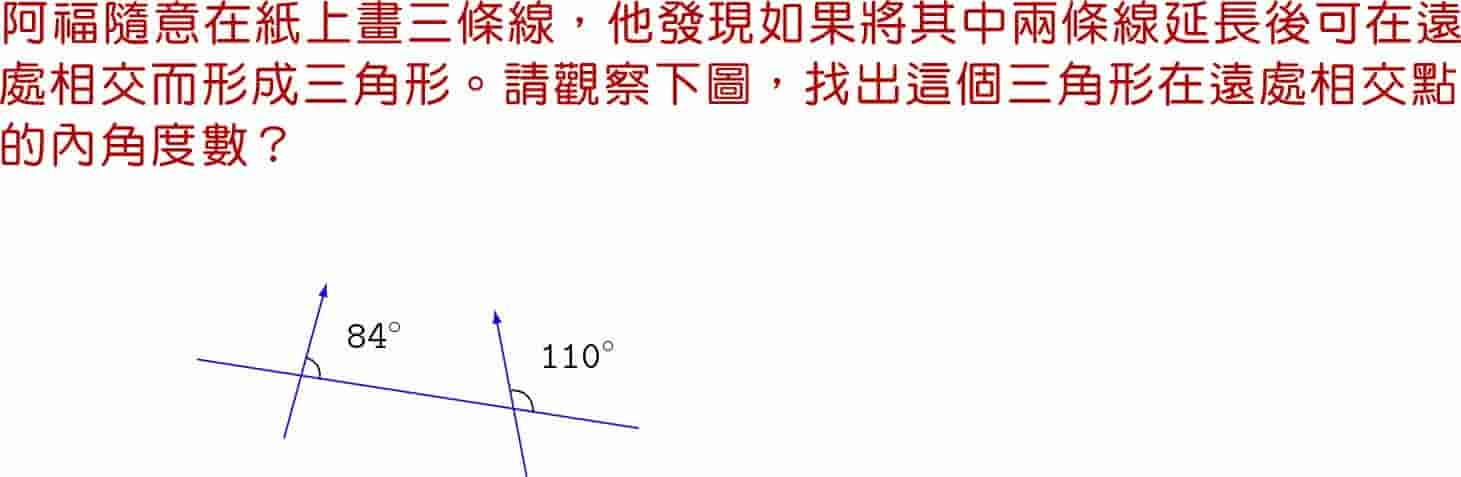 阿福隨意在紙上畫三條線，他發現如果將其中兩條線延長後可在遠
處相交而形成三角形。請觀察下圖，找出這個三角形在遠處相交點
的內角度數？
84°
110°